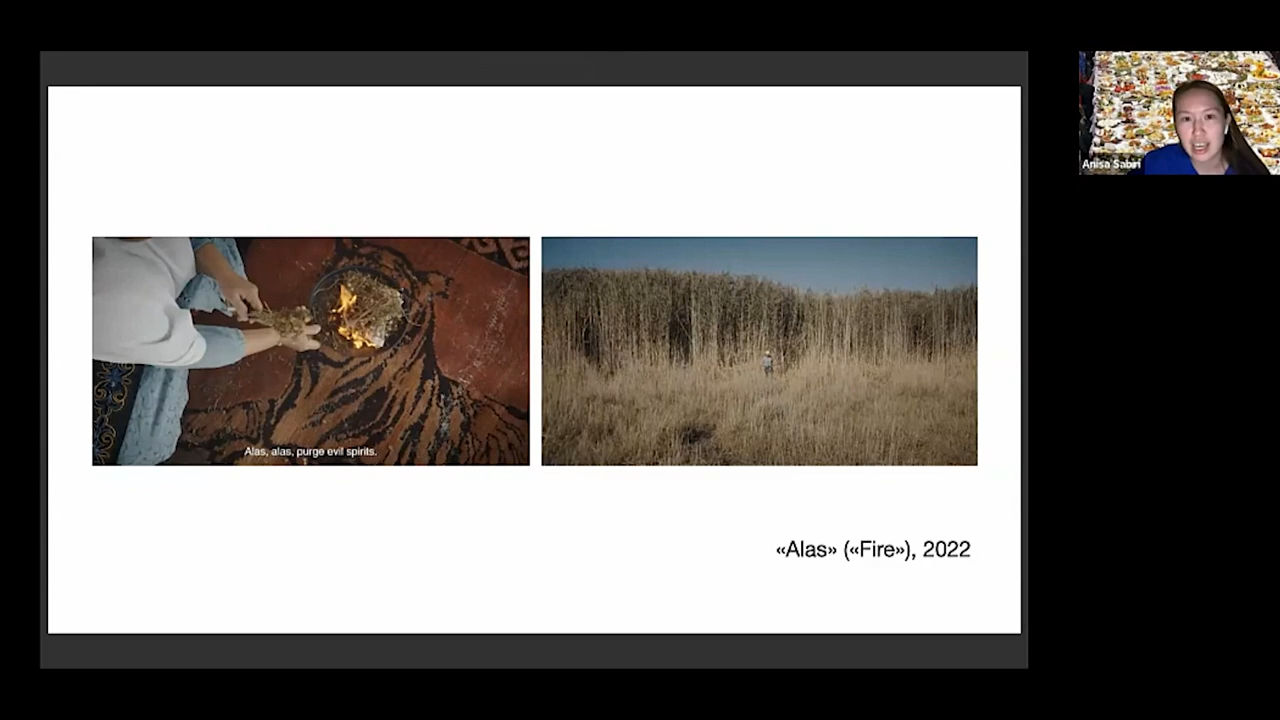 Anisa Sabiri
Alas, alas, purge evil spirits.
«Alas» («Fire»), 2022